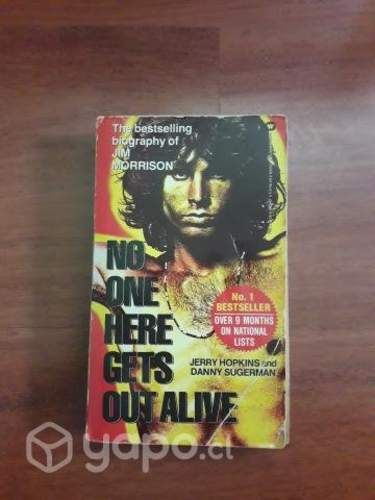 The bestselling
biography of
JIM
MORRISON
NO
ONE
HERE
GETS
OUT ALIVE
No. 1
BESTSELLER
OVER 9 MONTHS
ON NATIONAL
LISTS
JERRY HOPKINS and
DANNY SUGERMAN
yapo.cl